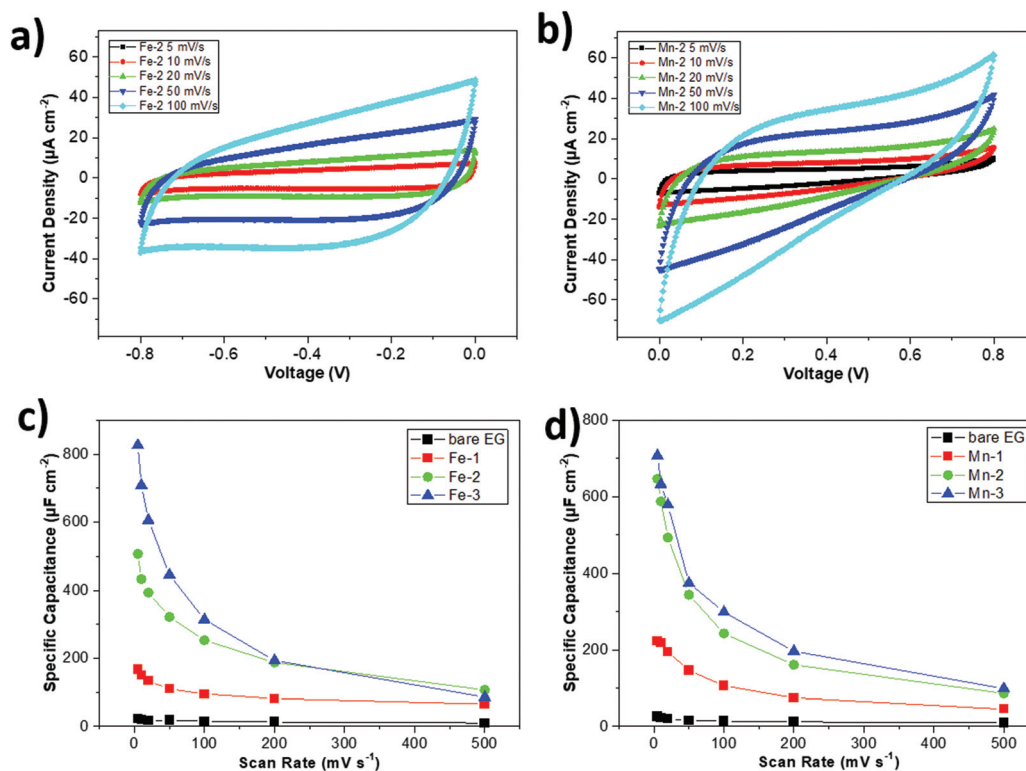 a)
Fe-2 5 mV/s
Fe-2 10 mV/s
Fe-2 20 mV/s
Fe-2 50 mV/s
Fe-2 100 mV/s
60
40
20
0
-20
-40
-60
Current Density (µA cm⁻²)
-0.8
-0.6
-0.4
-0.2
0.0
Voltage (V)
b)
Mn-2 5 mV/s
Mn-2 10 mV/s
Mn-2 20 mV/s
Mn-2 50 mV/s
Mn-2 100 mV/s
60
40
20
0
-20
-40
-60
Current Density (µA cm⁻²)
0.0
0.2
0.4
0.6
0.8
Voltage (V)
c)
bare EG
Fe-1
Fe-2
Fe-3
800
600
400
200
0
Specific Capacitance (µF cm⁻²)
0
100
200
300
400
500
Scan Rate (mV s⁻¹)
d)
bare EG
Mn-1
Mn-2
Mn-3
800
600
400
200
0
Specific Capacitance (µF cm⁻²)
0
100
200
300
400
500
Scan Rate (mV s⁻¹)